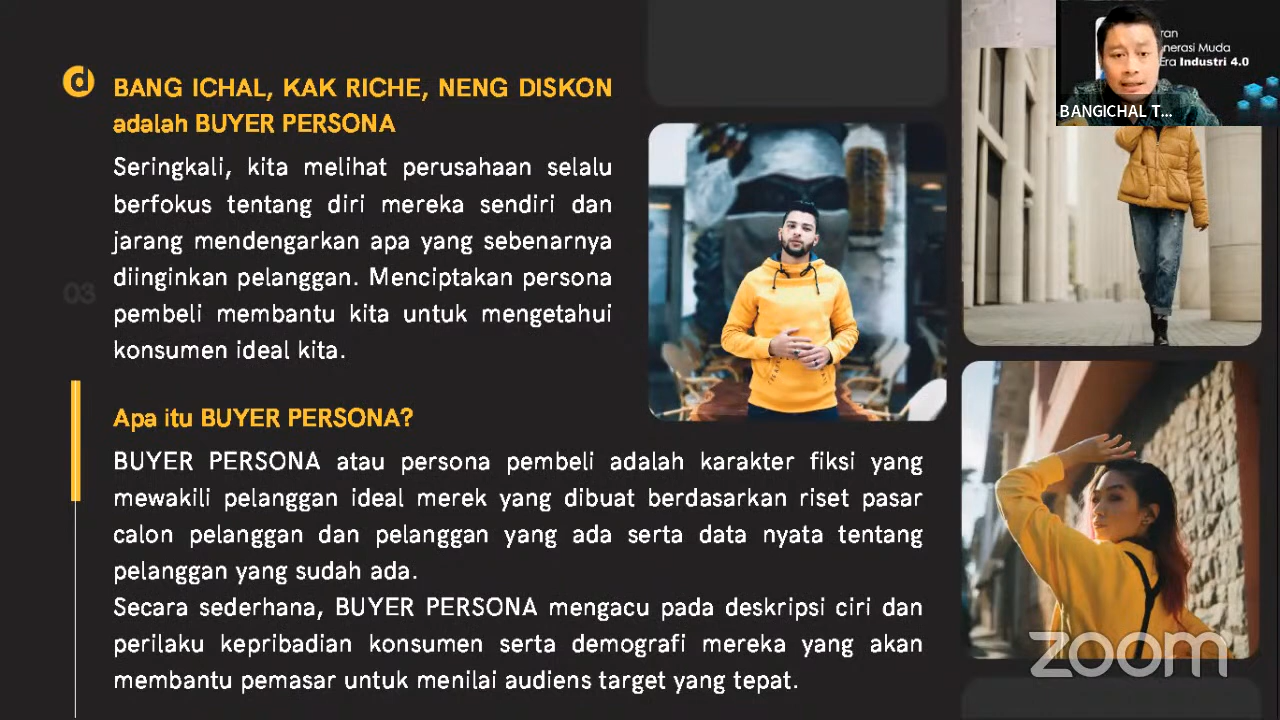 BANG ICHAL, KAK RICHE, NENG DISKON
adalah BUYER PERSONA
Seringkali, kita melihat perusahaan selalu
berfokus tentang diri mereka sendiri dan
jarang mendengarkan apa yang sebenarnya
diinginkan pelanggan. Menciptakan persona
pembeli membantu kita untuk mengetahui
konsumen ideal kita.
03
Apa itu BUYER PERSONA?
BUYER PERSONA atau persona pembeli adalah karakter fiksi yang
mewakili pelanggan ideal merek yang dibuat berdasarkan riset pasar
calon pelanggan dan pelanggan yang ada serta data nyata tentang
pelanggan yang sudah ada.
Secara sederhana, BUYER PERSONA mengacu pada deskripsi ciri dan
perilaku kepribadian konsumen serta demografi mereka yang akan
membantu pemasar untuk menilai audiens target yang tepat.
ran
nerasi Muda
Era Industri 4.0
BANGICHAL T...
zoom